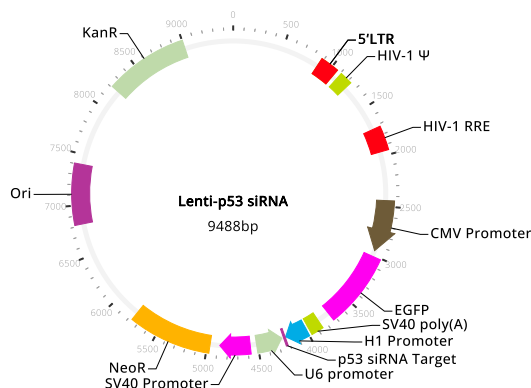 0
500
1000
1500
2000
2500
3000
3500
4000
4500
5000
5500
6000
6500
7000
7500
8000
8500
9000
5'LTR
HIV-1 Ψ
HIV-1 RRE
CMV Promoter
EGFP
SV40 poly(A)
H1 Promoter
p53 siRNA Target
U6 promoter
SV40 Promoter
NeoR
Ori
KanR
Lenti-p53 siRNA
9488bp